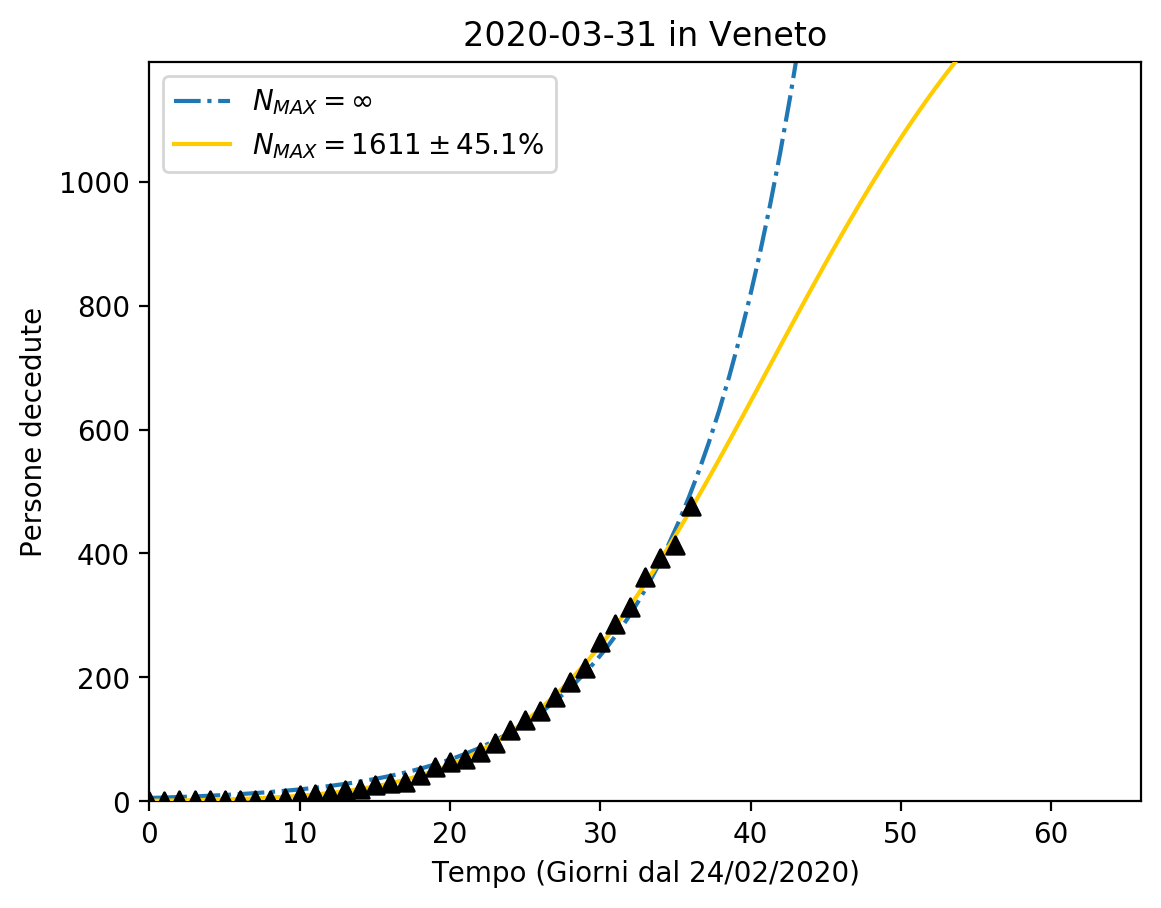 2020-03-31 in Veneto
N_MAX = ∞
N_MAX = 1611 ± 45.1%
1000
800
600
400
200
0
Persone decedute
0 10 20 30 40 50 60
Tempo (Giorni dal 24/02/2020)